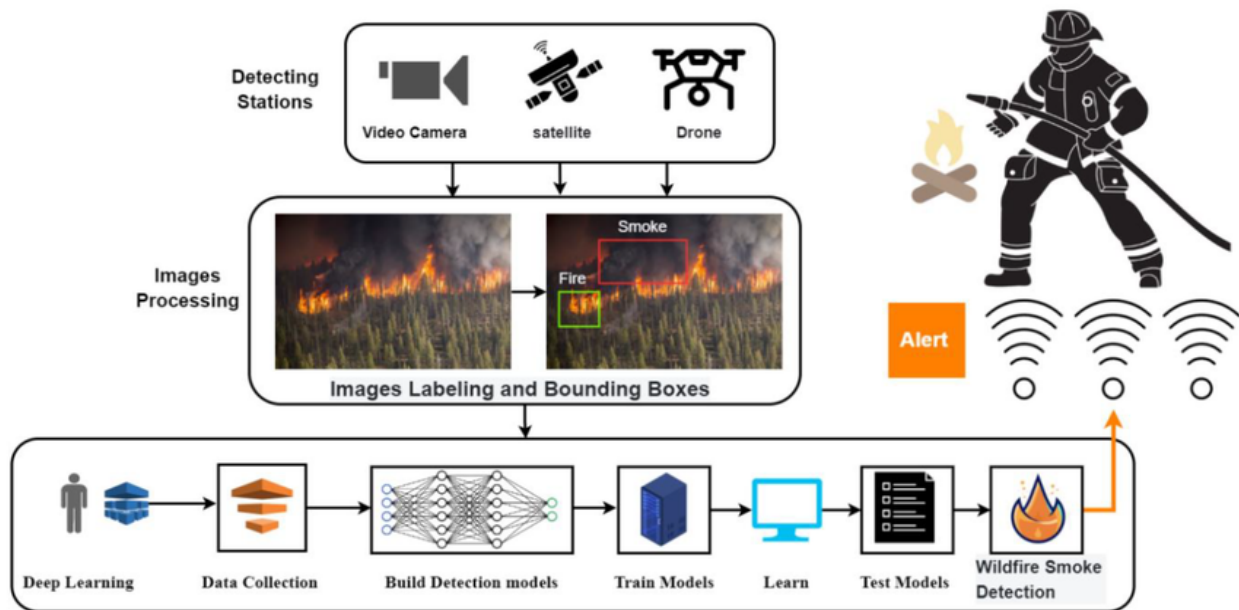 Detecting
Stations
Video Camera
satellite
Drone
Images
Processing
Smoke
Fire
Images Labeling and Bounding Boxes
Alert
Deep Learning
Data Collection
Build Detection models
Train Models
Learn
Test Models
Wildfire Smoke
Detection